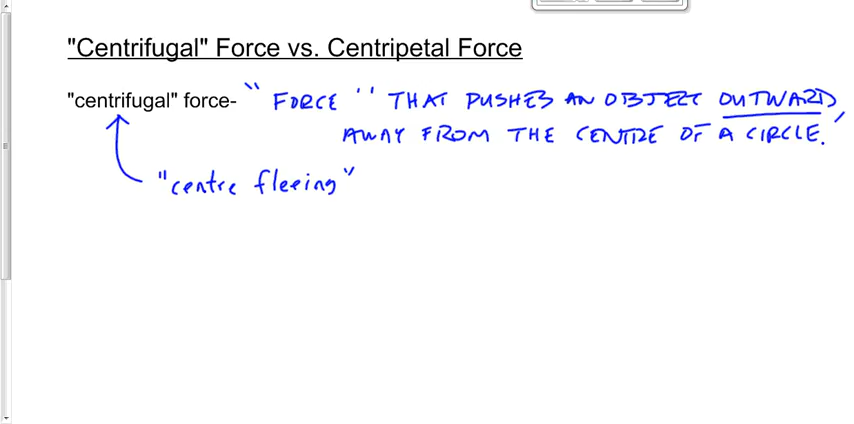 "Centrifugal" Force vs. Centripetal Force
"centrifugal" force- "FORCE" THAT PUSHES AN OBJECT OUTWARD,
AWAY FROM THE CENTRE OF A CIRCLE.
"centre fleeing"